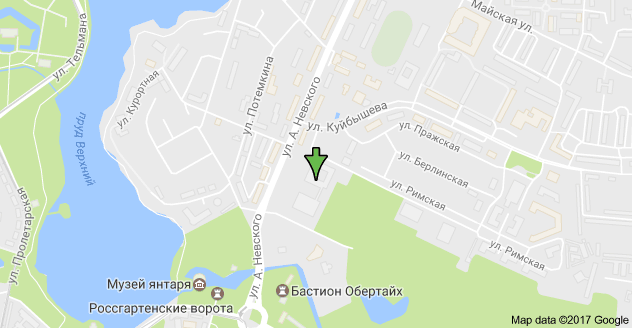 Майская ул.
ул. Тельмана
ул. Потемкина
ул. А. Невского
ул. Курортная
ул. Куйбышева
ул. Пражская
пруд Верхний
ул. Берлинская
ул. Римская
ул. Пролетарская
ул. А. Невского
ул. Римская
Музей янтаря
Бастион Обертайх
Россгартенские ворота
Map data ©2017 Google